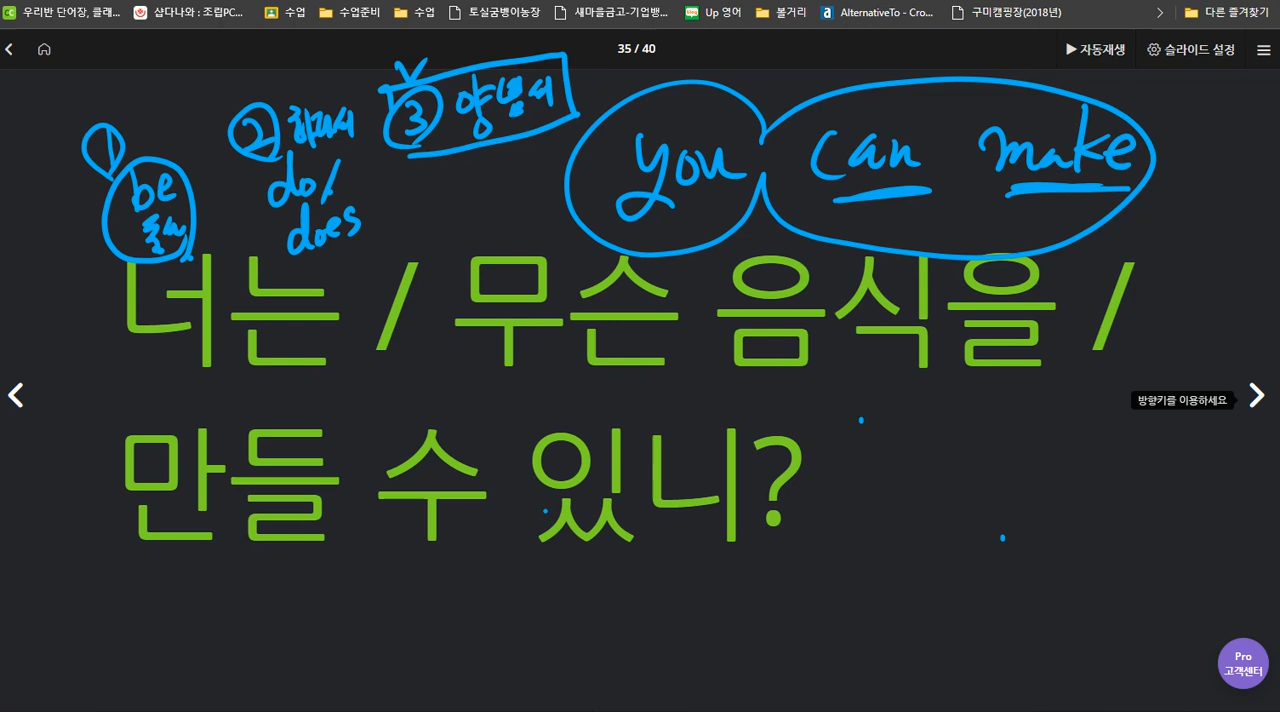 우리반 단어장, 클래... 샵다나와 : 조립PC... 수업 수업준비 수업 토실굼벵이농장 새마을금고-기업뱅... Up 영어 볼거리 AlternativeTo - Cro... 구미캠핑장(2018년) 다른 즐겨찾기
35 / 40 자동재생 슬라이드 설정
① be
② do/
does
③
you can make
너는 / 무슨 음식을 /
방향키를 이용하세요
만들 수 있니?
Pro
고객센터